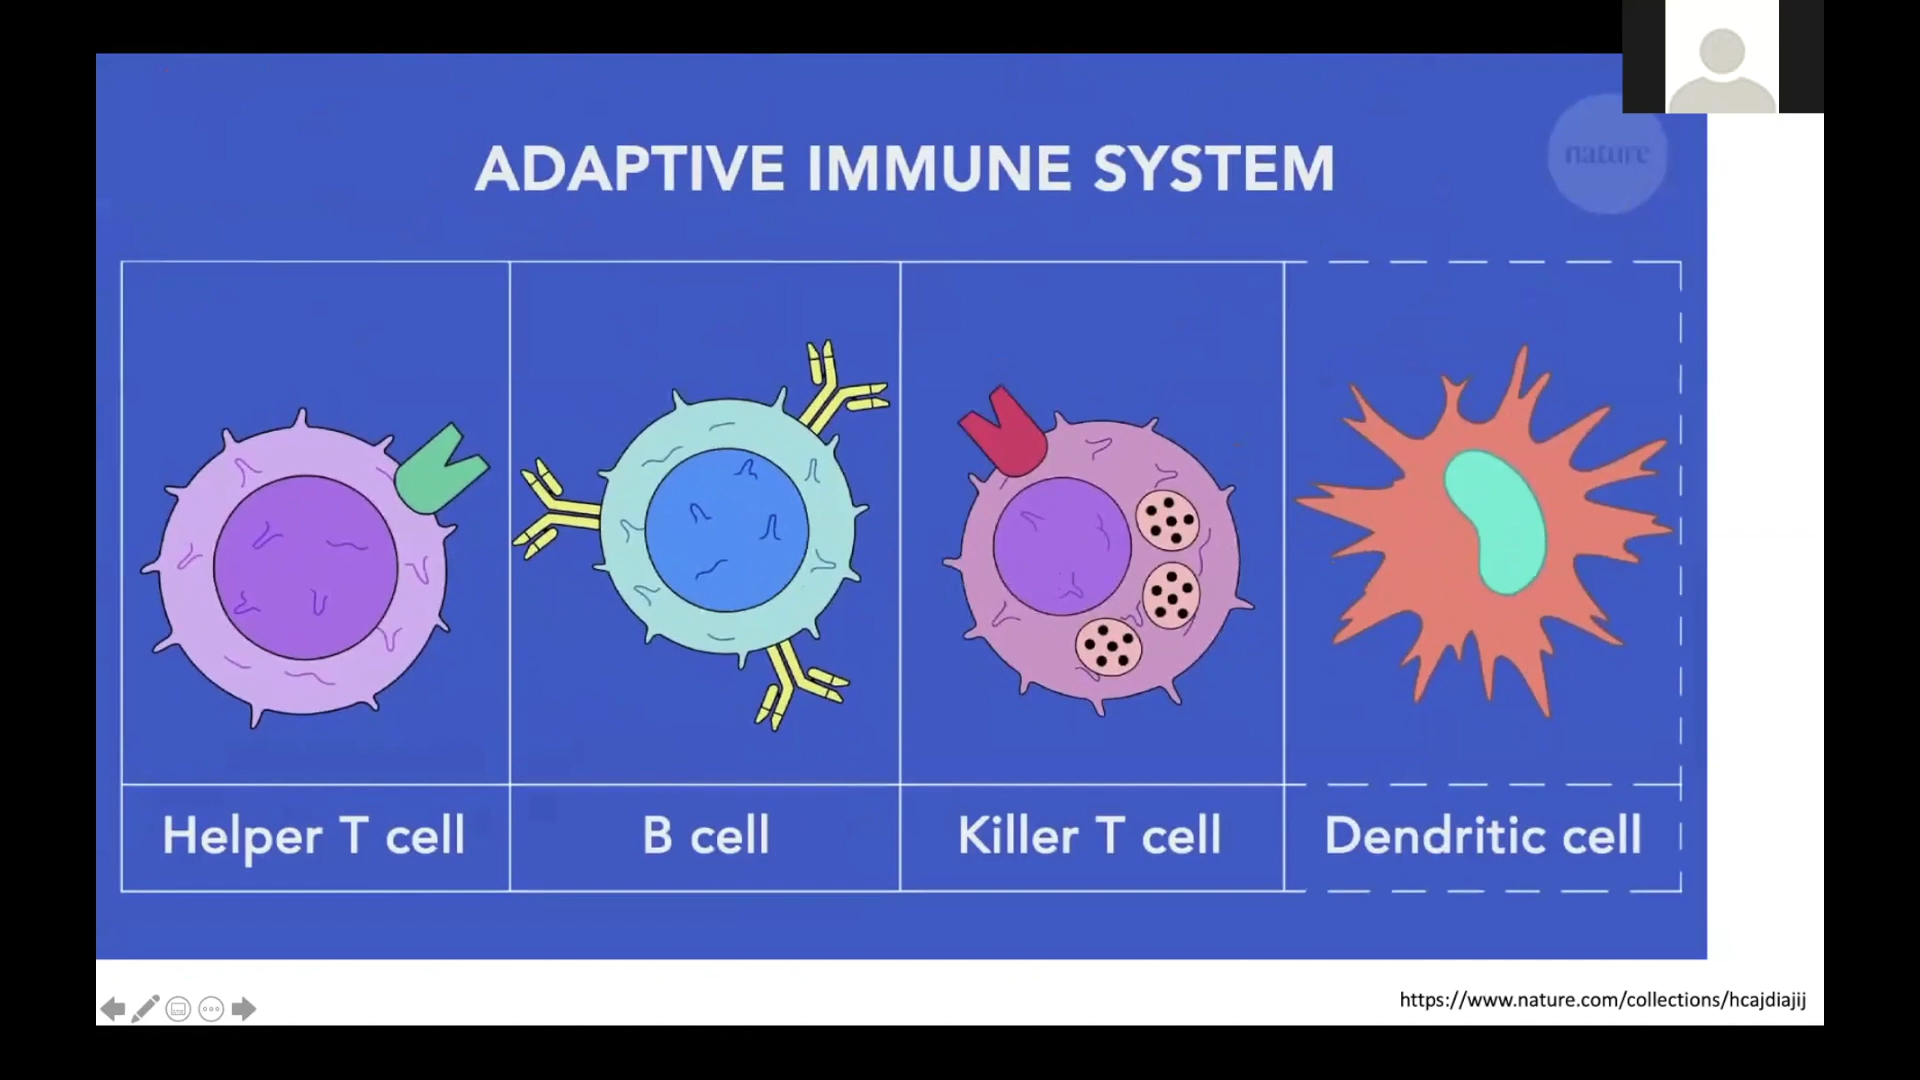 ADAPTIVE IMMUNE SYSTEM
nature
Helper T cell
B cell
Killer T cell
Dendritic cell
https://www.nature.com/collections/hcajdiajij